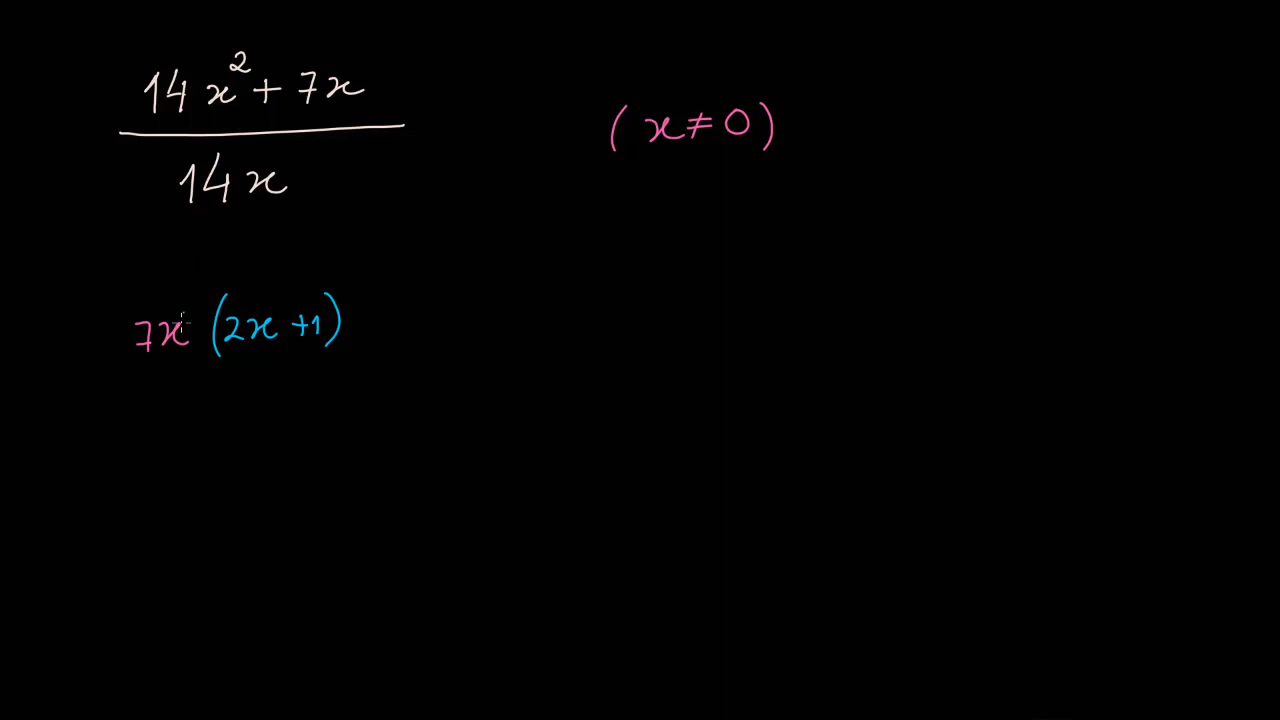 14x² + 7x
14x
(x ≠ 0)
7x (2x + 1)